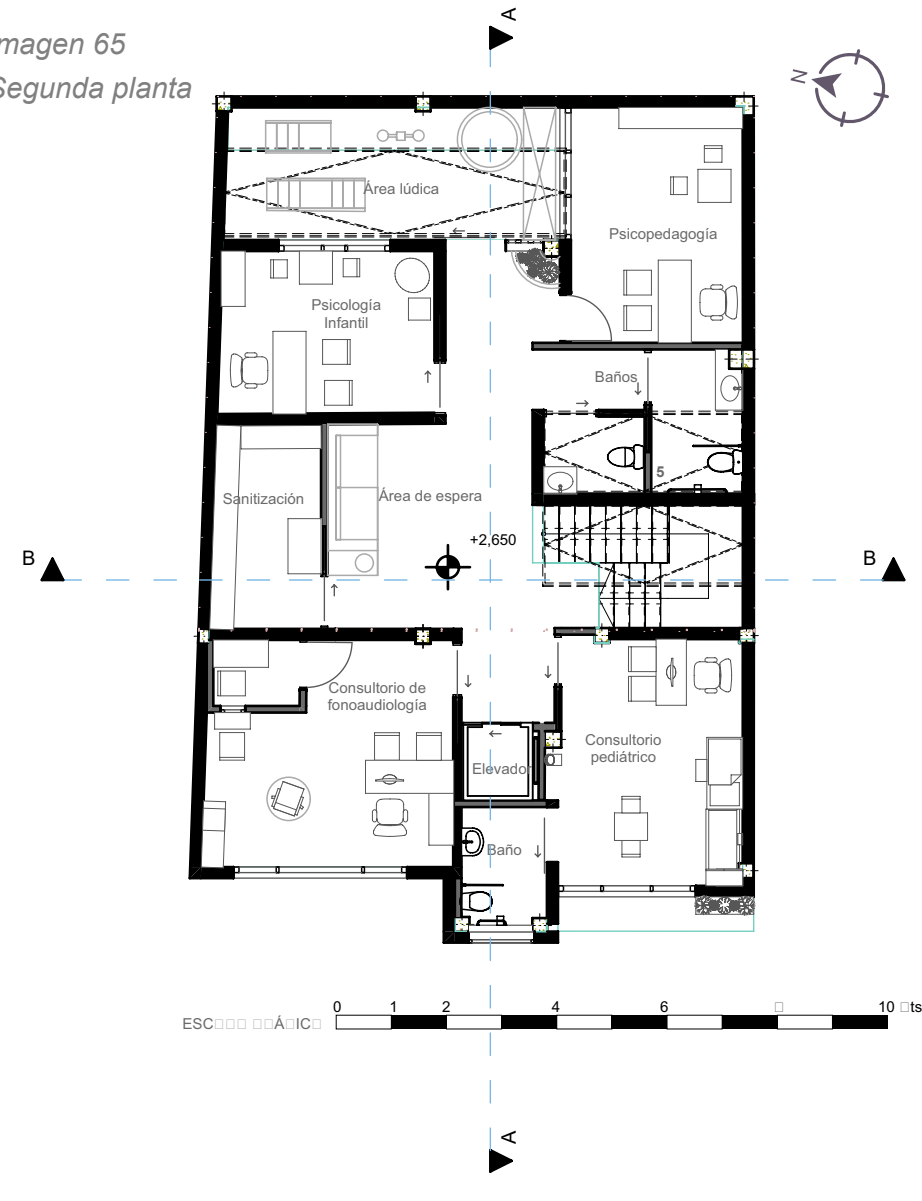 magen 65
Segunda planta
A
N
Área lúdica
Psicopedagogía
Psicología
Infantil
Baños
5
Sanitización
Área de espera
+2,650
B
B
Consultorio de
fonoaudiología
Consultorio
pediátrico
Elevador
Baño
0 1 2 4 6 10 ts
A